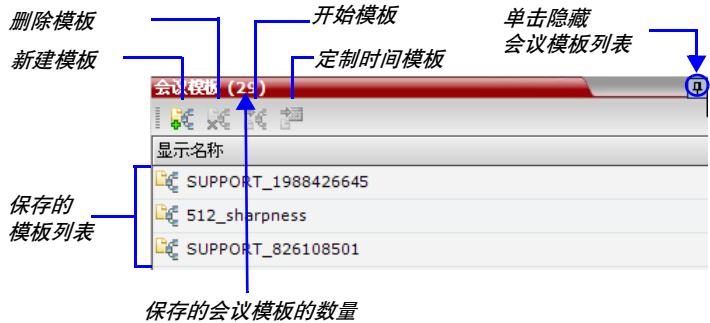 删除模板
开始模板
单击隐藏
会议模板列表
新建模板
定制时间模板
会议模板 (29)
显示名称
SUPPORT_1988426645
保存的
模板列表
512_sharpness
SUPPORT_826108501
保存的会议模板的数量